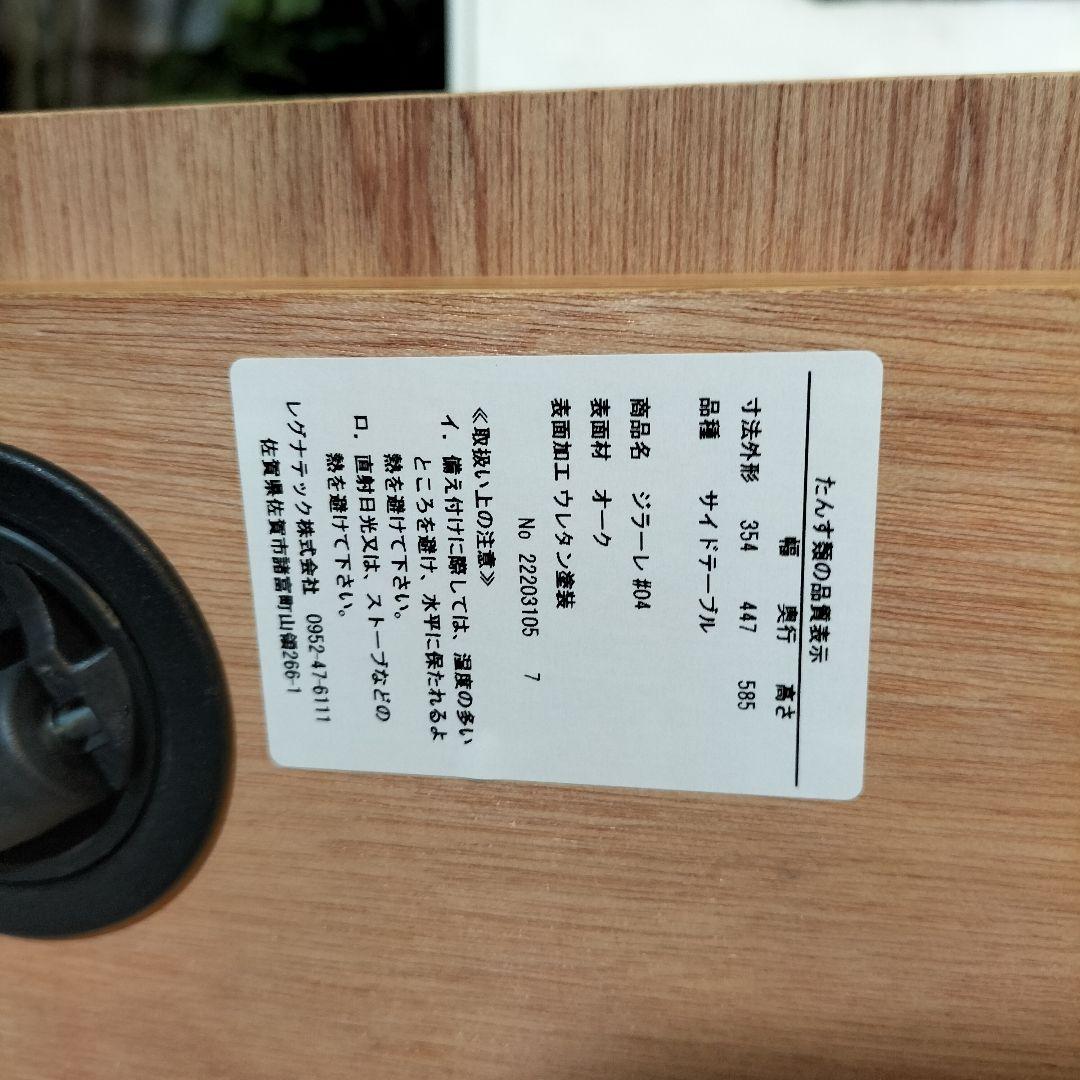 たんす類の品質表示
幅 奥行 高さ
寸法外形 354 447 585
品種 サイドテーブル
商品名 ジラーレ #04
表面材 オーク
表面加工 ウレタン塗装
No 22203105 7
≪取扱い上の注意≫
イ．備え付けに際しては、湿度の多い
ところを避け、水平に保たれるよ
熱を避けて下さい。
ロ．直射日光又は、ストーブなどの
熱を避けて下さい。
レグナテック株式会社 0952-47-6111
佐賀県佐賀市諸富町山領266-1